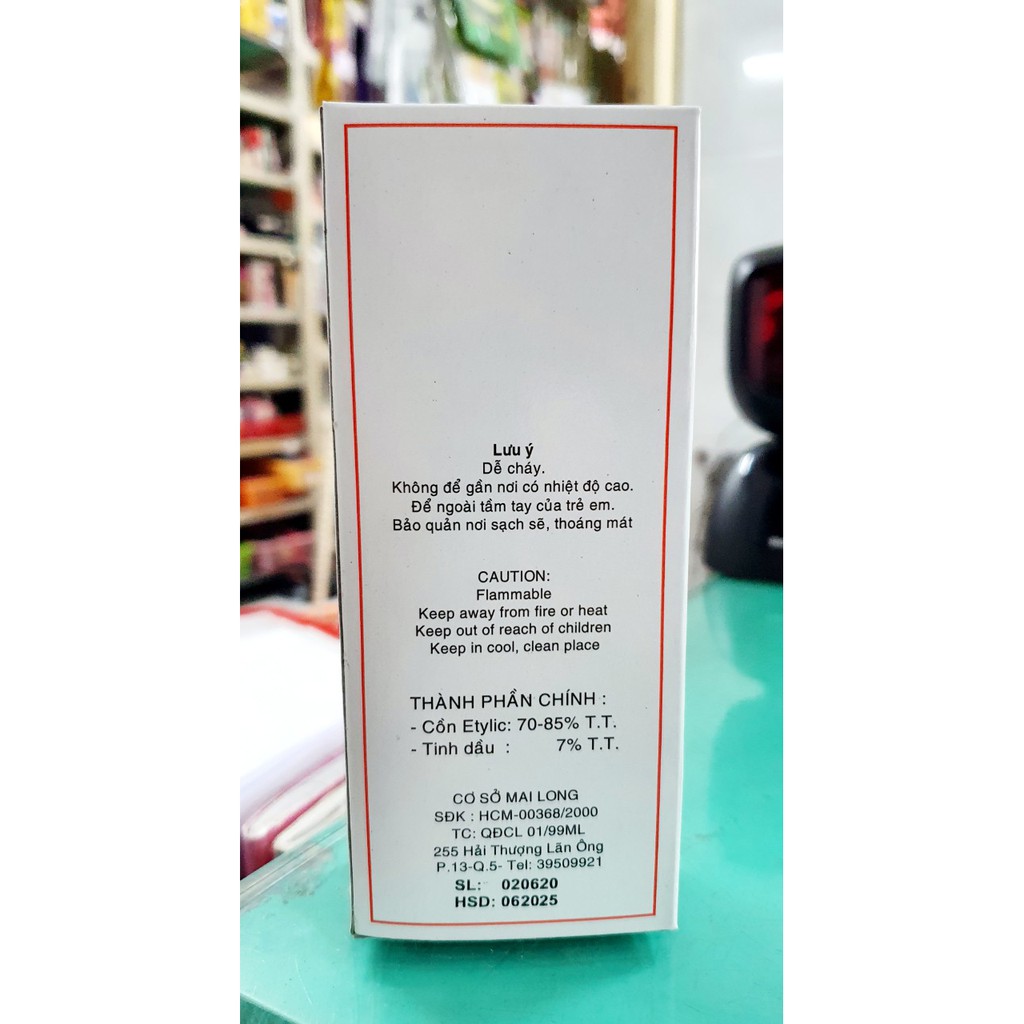 Lưu ý
Dễ cháy.
Không để gần nơi có nhiệt độ cao.
Để ngoài tầm tay của trẻ em.
Bảo quản nơi sạch sẽ, thoáng mát
CAUTION:
Flammable
Keep away from fire or heat
Keep out of reach of children
Keep in cool, clean place
THÀNH PHẦN CHÍNH :
- Cồn Etylic: 70-85% T.T.
- Tinh dầu : 7% T.T.
CƠ SỞ MAI LONG
SĐK : HCM-00368/2000
TC: QĐCL 01/99ML
255 Hải Thượng Lãn Ông
P.13-Q.5- Tel: 39509921
SL: 020620
HSD: 062025